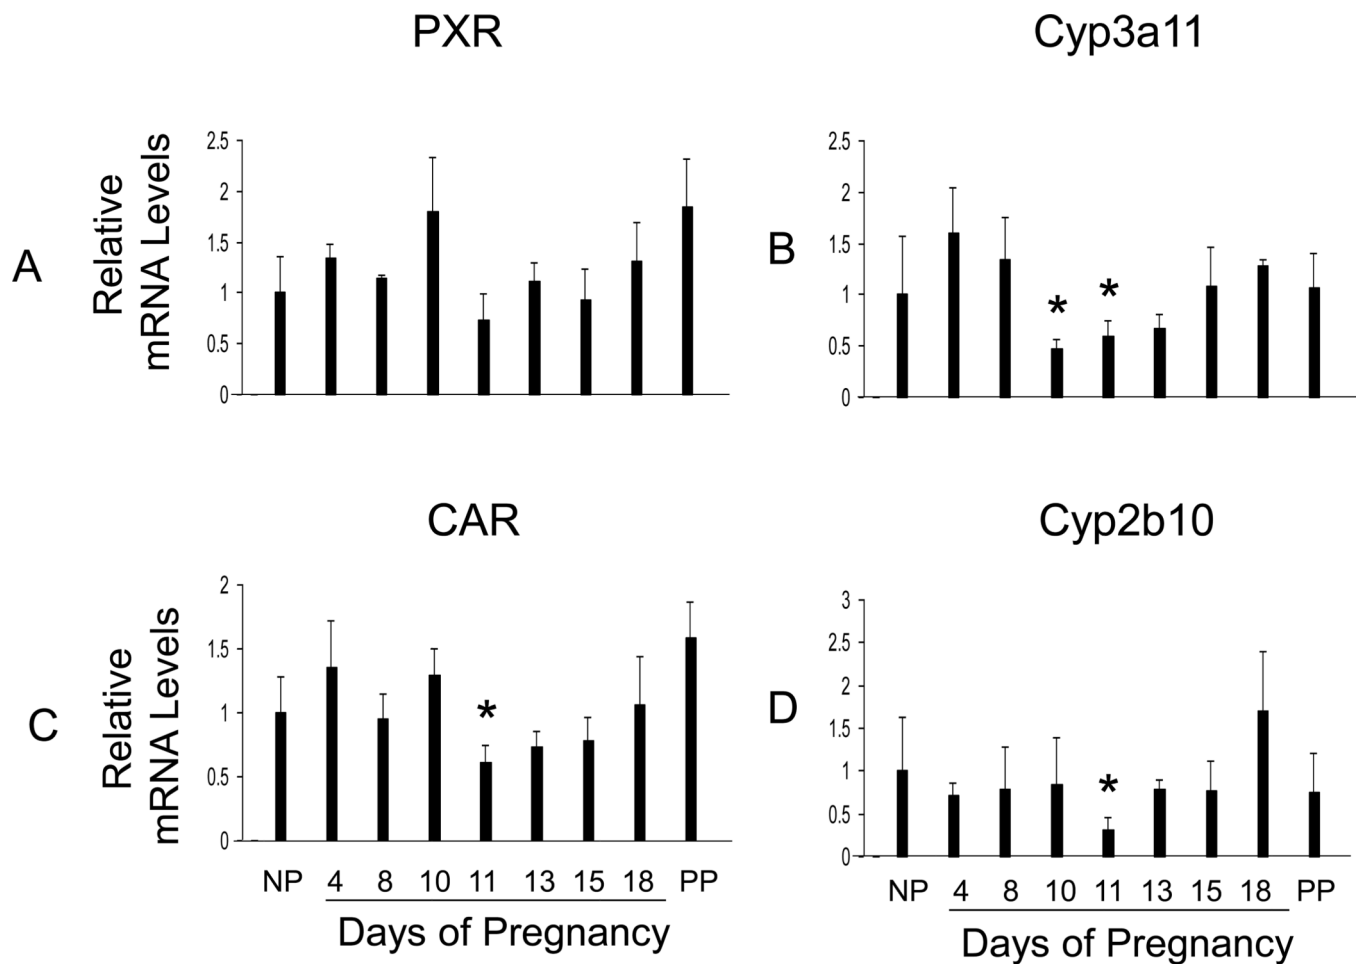 PXR
Cyp3a11
A
Relative
mRNA Levels
2.5
2
1.5
1
0.5
0
B
2.5
2
1.5
1
0.5
0
*
*
CAR
Cyp2b10
C
Relative
mRNA Levels
2
1.5
1
0.5
0
*
NP 4 8 10 11 13 15 18 PP
Days of Pregnancy
D
3
2.5
2
1.5
1
0.5
0
*
NP 4 8 10 11 13 15 18 PP
Days of Pregnancy